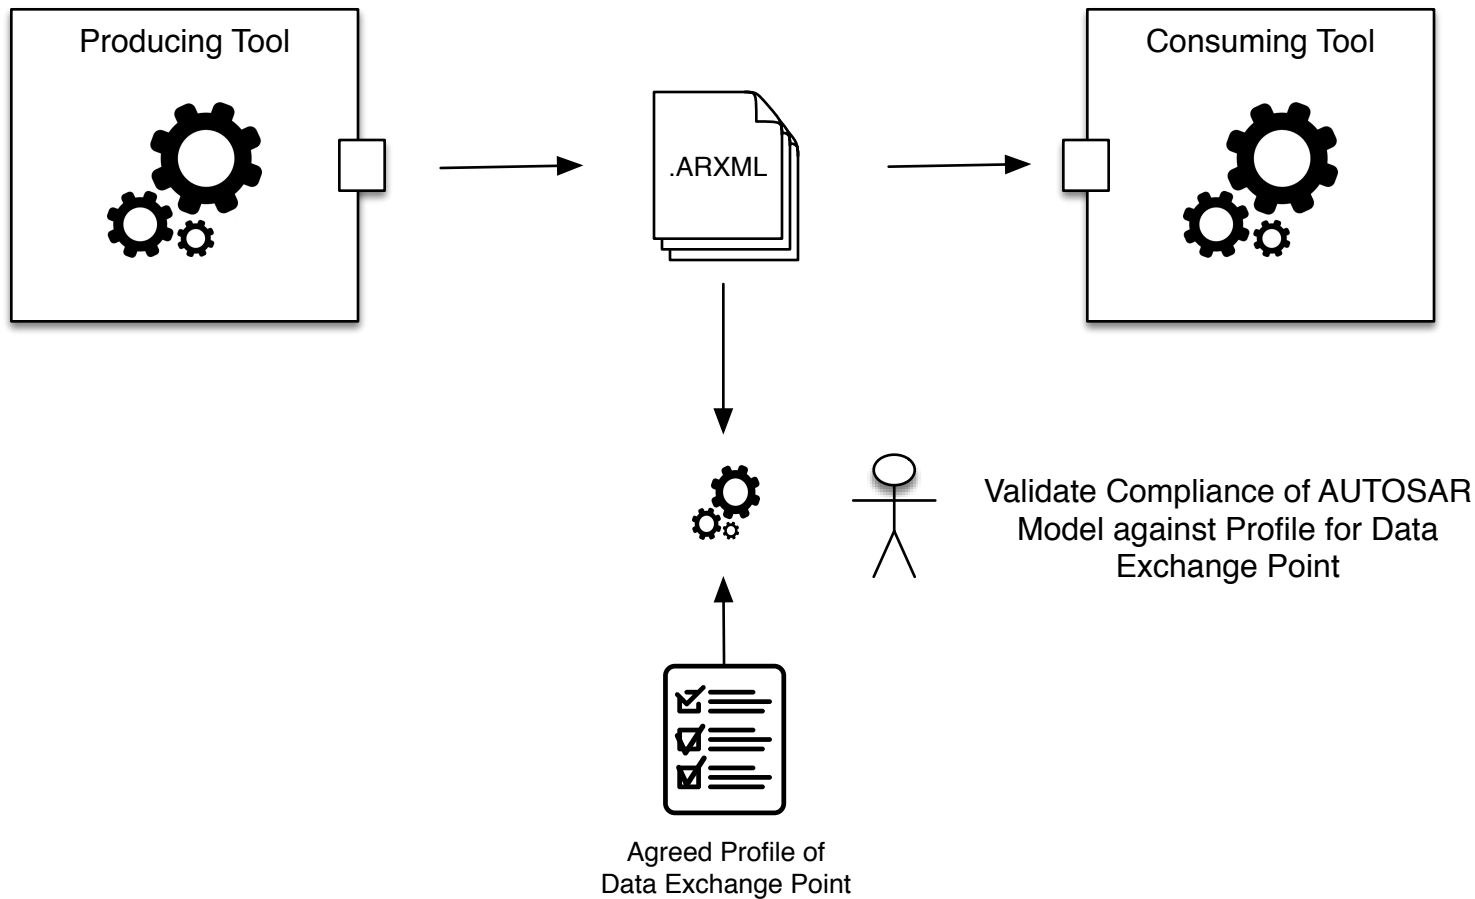 Producing Tool
Consuming Tool
.ARXML
Validate Compliance of AUTOSAR
Model against Profile for Data
Exchange Point
Agreed Profile of
Data Exchange Point